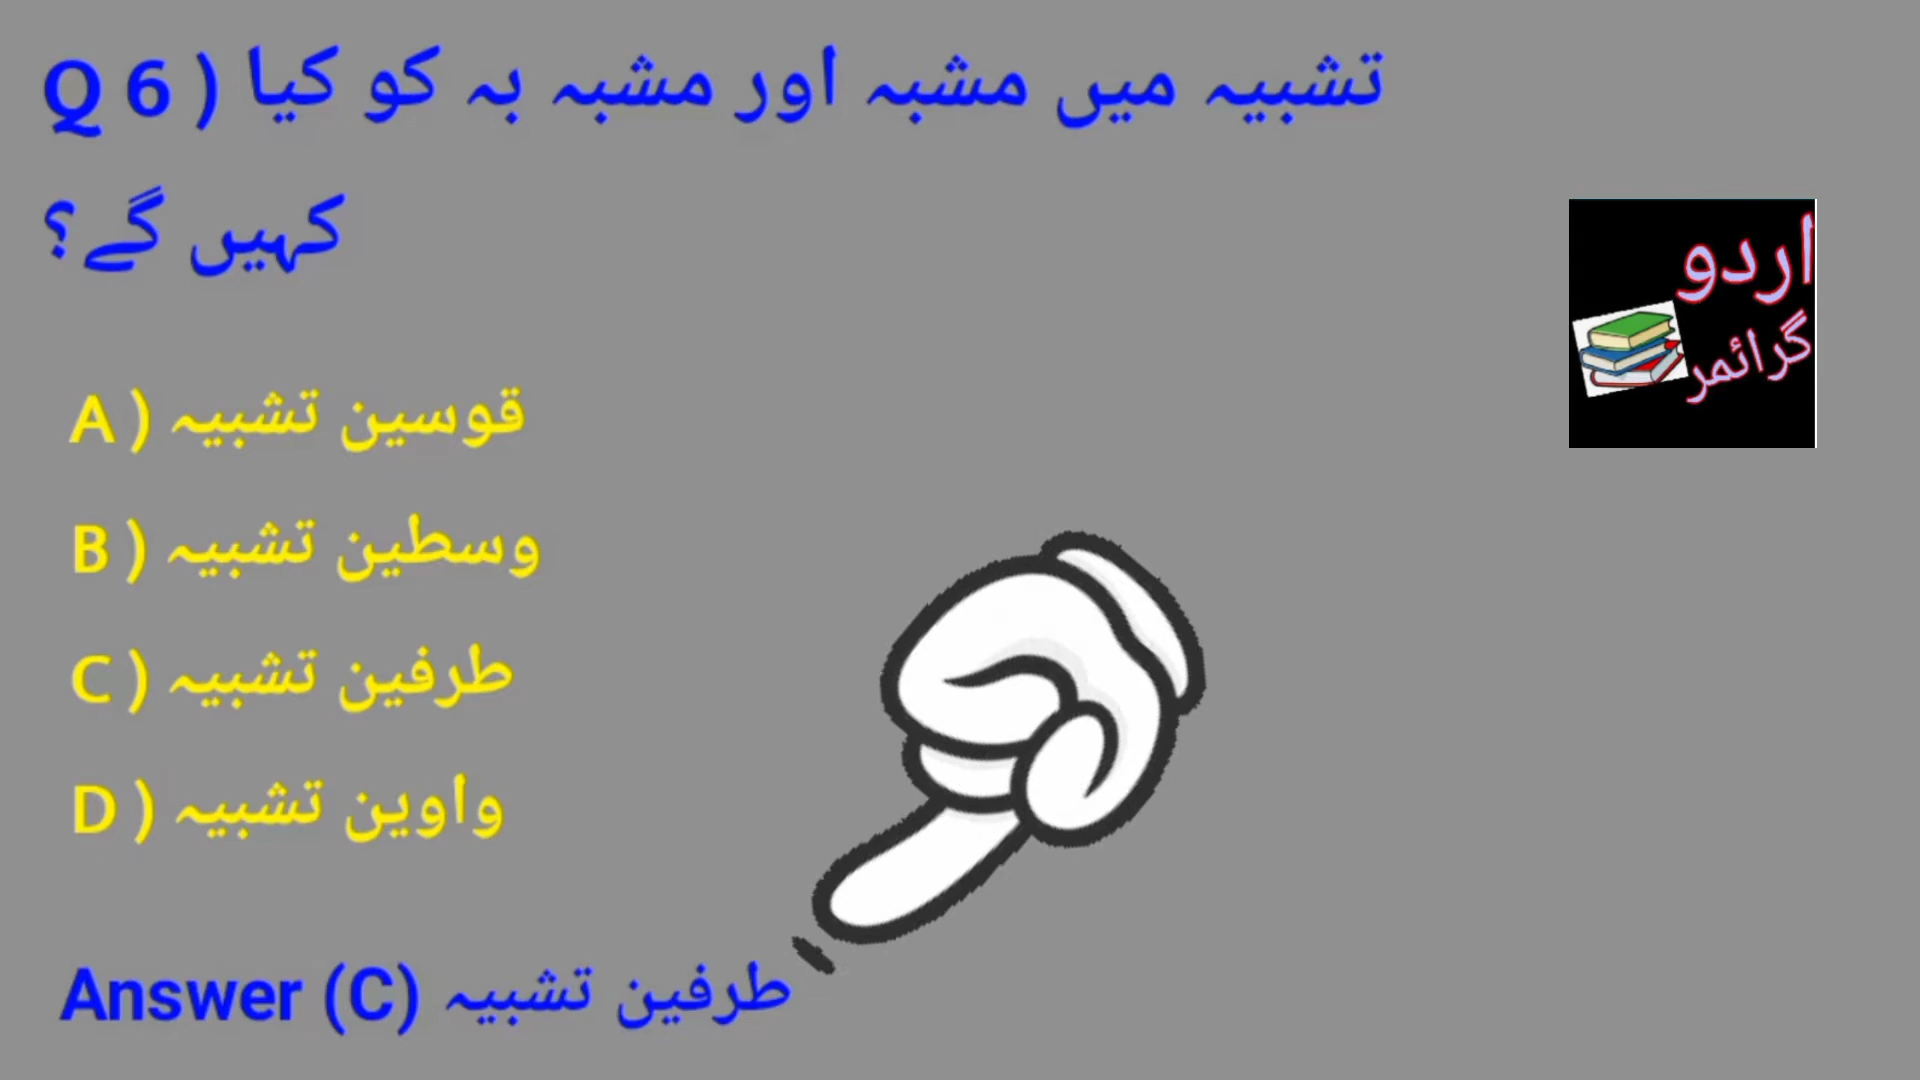 Q 6 ) تشبیہ میں مشبہ اور مشبہ بہ کو کیا
کہیں گے؟
اردو
گرائمر
A ) قوسین تشبیہ
B ) وسطین تشبیہ
C ) طرفین تشبیہ
D ) واوین تشبیہ
Answer (C) طرفین تشبیہ